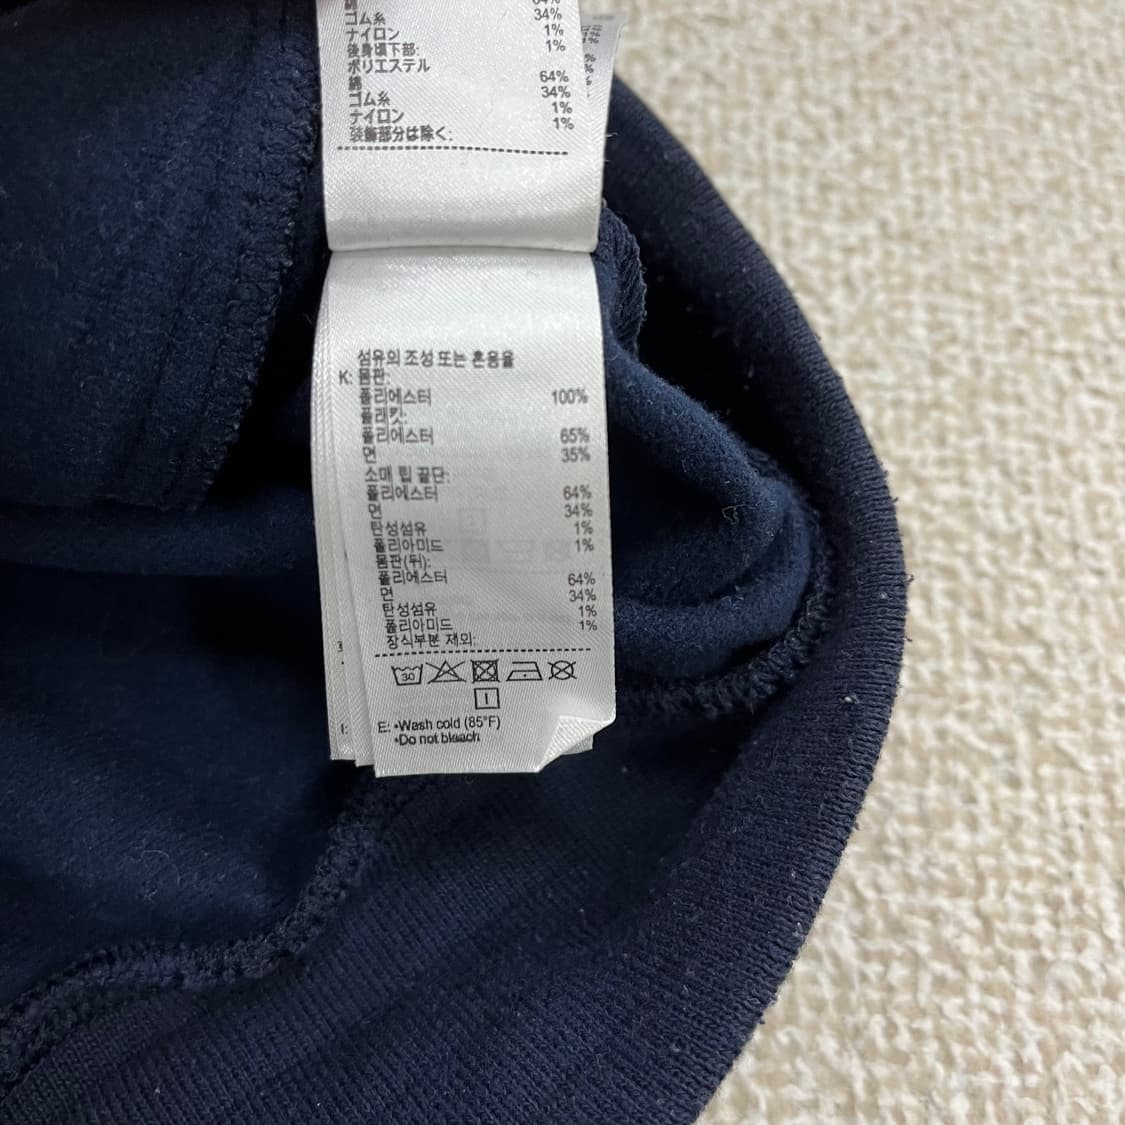 綿 64%
ゴム糸 34%
ナイロン 1%
後身頃下部: 1%
ポリエステル
綿 64%
ゴム糸 34%
ナイロン 1%
装飾部分は除く: 1%
섬유의 조성 또는 혼용율
K: 몸판:
폴리에스터 100%
플래킷:
폴리에스터 65%
면 35%
소매 립 끝단:
폴리에스터 64%
면 34%
탄성섬유 1%
폴리아미드 1%
몸판(뒤):
폴리에스터 64%
면 34%
탄성섬유 1%
폴리아미드 1%
장식부분 제외:
30
I
E: •Wash cold (85°F)
•Do not bleach